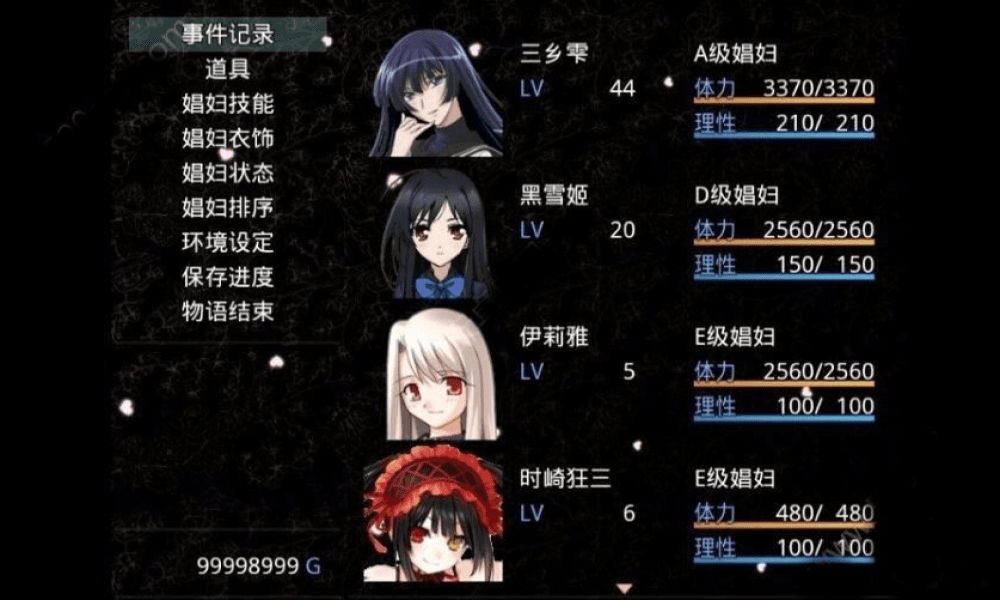 事件记录
道具
娼妇技能
娼妇衣饰
娼妇状态
娼妇排序
环境设定
保存进度
物语结束
99998999 G
三乡雫 A级娼妇
LV 44 体力 3370/3370
理性 210/ 210
黑雪姬 D级娼妇
LV 20 体力 2560/2560
理性 150/ 150
伊莉雅 E级娼妇
LV 5 体力 2560/2560
理性 100/ 100
时崎狂三 E级娼妇
LV 6 体力 480/ 480
理性 100/ 100